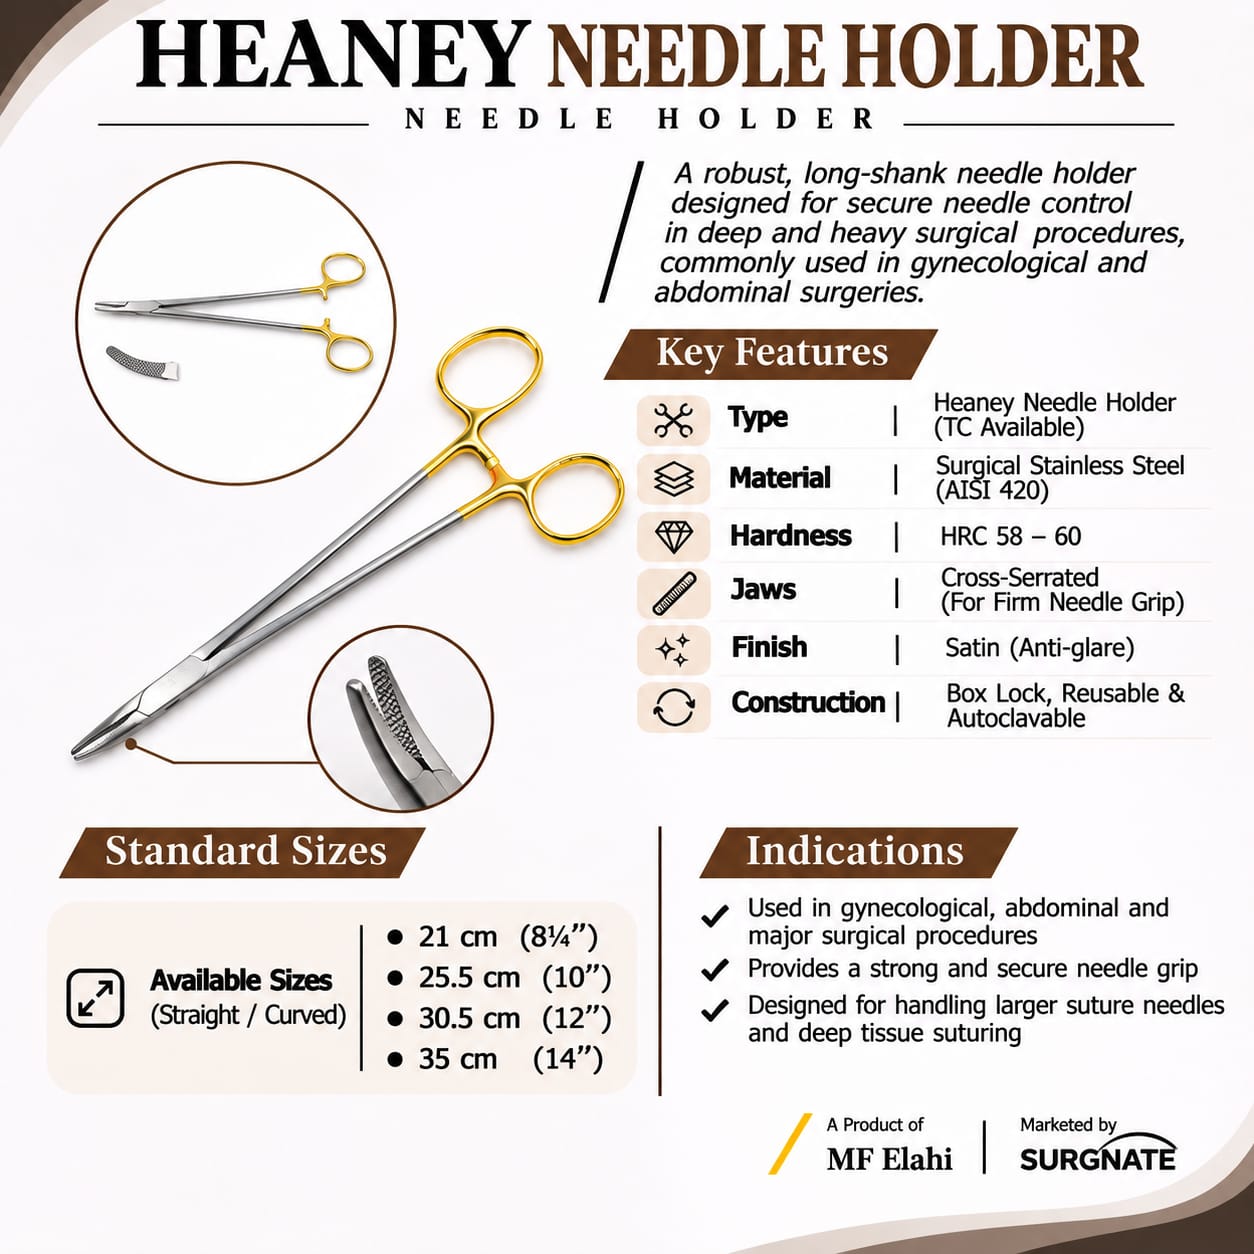 HEANEY NEEDLE HOLDER
NEEDLE HOLDER
A robust, long-shank needle holder
designed for secure needle control
in deep and heavy surgical procedures,
commonly used in gynecological and
abdominal surgeries.
Key Features
Type | Heaney Needle Holder
(TC Available)
Material | Surgical Stainless Steel
(AISI 420)
Hardness | HRC 58 – 60
Jaws | Cross-Serrated
(For Firm Needle Grip)
Finish | Satin (Anti-glare)
Construction | Box Lock, Reusable &
Autoclavable
Standard Sizes
Available Sizes
(Straight / Curved)
• 21 cm (8¼”)
• 25.5 cm (10”)
• 30.5 cm (12”)
• 35 cm (14”)
Indications
✔ Used in gynecological, abdominal and
major surgical procedures
✔ Provides a strong and secure needle grip
✔ Designed for handling larger suture needles
and deep tissue suturing
A Product of
MF Elahi
Marketed by
SURGNATE